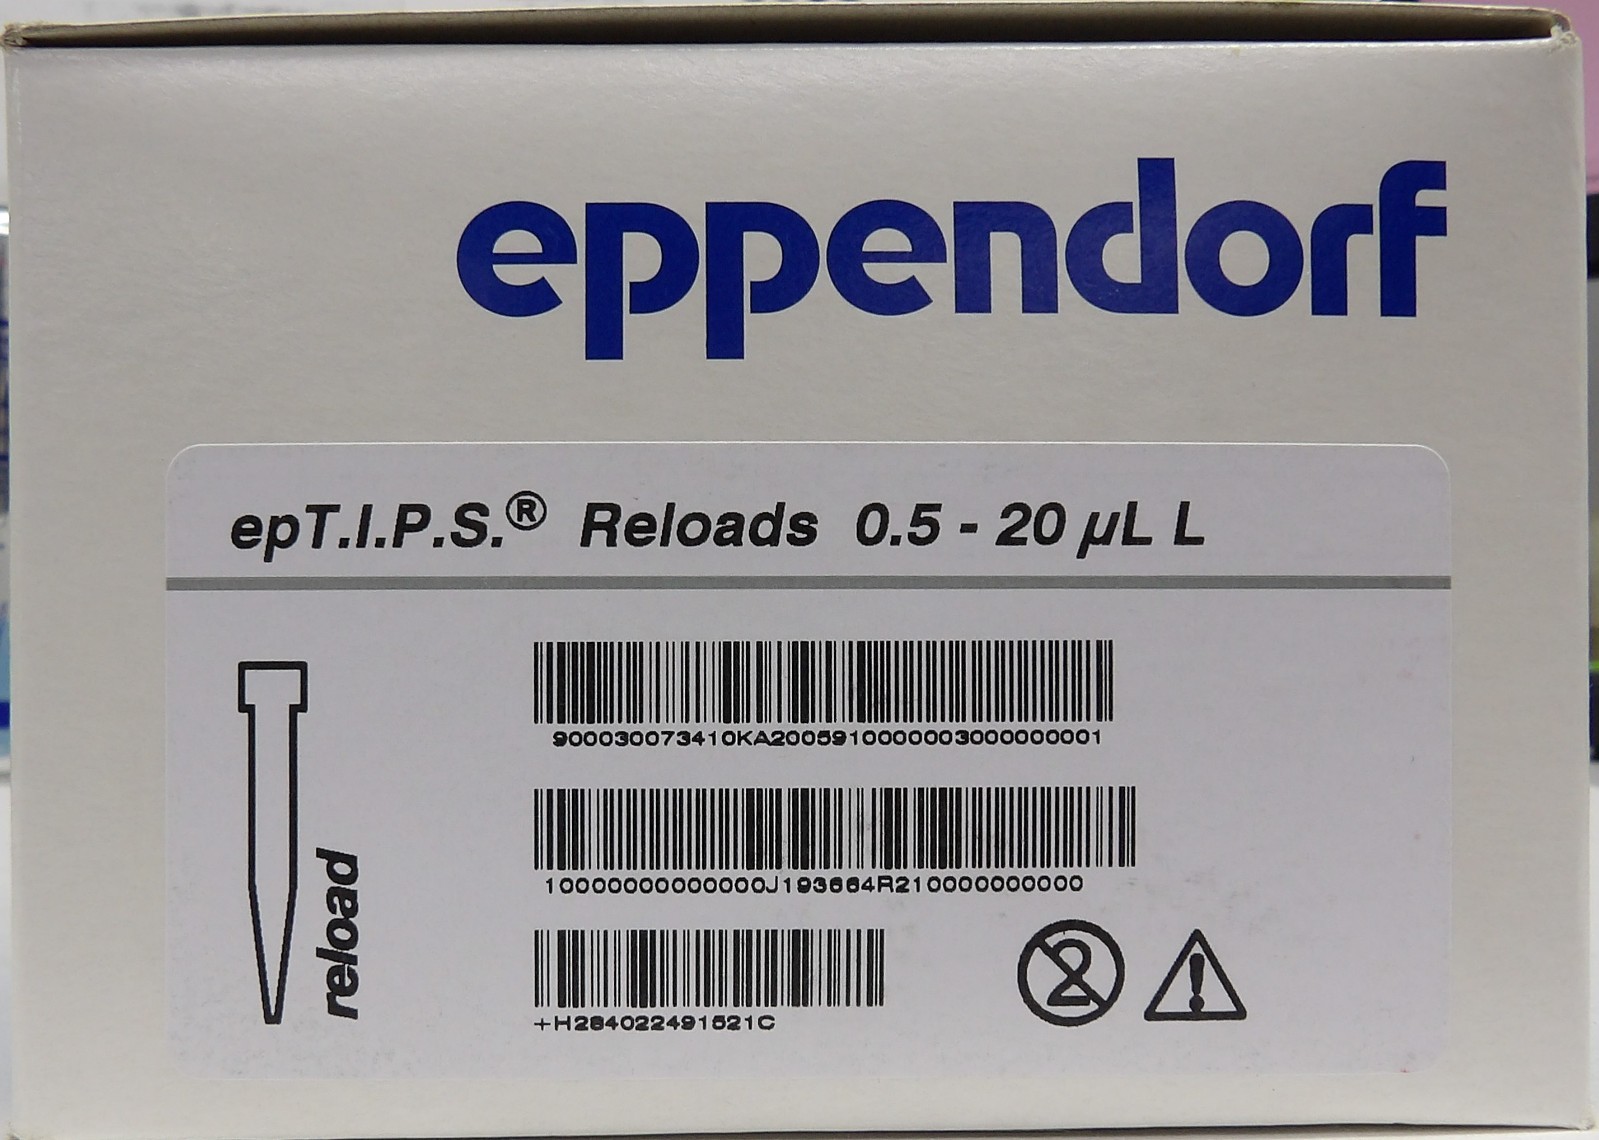 eppendorf
epT.I.P.S.® Reloads 0.5 - 20 µL L
900030073410KA2005910000003000000001
reload
10000000000000J193664R210000000000
+H284022491521C